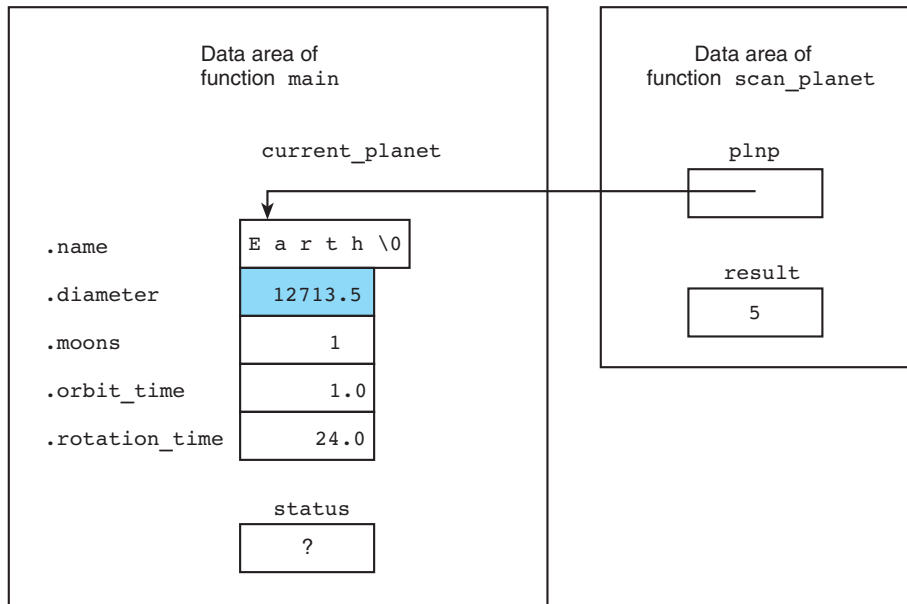 Data area of
function main
current_planet
.name
E a r t h \0
.diameter
12713.5
.moons
1
.orbit_time
1.0
.rotation_time
24.0
status
?
Data area of
function scan_planet
plnp
result
5